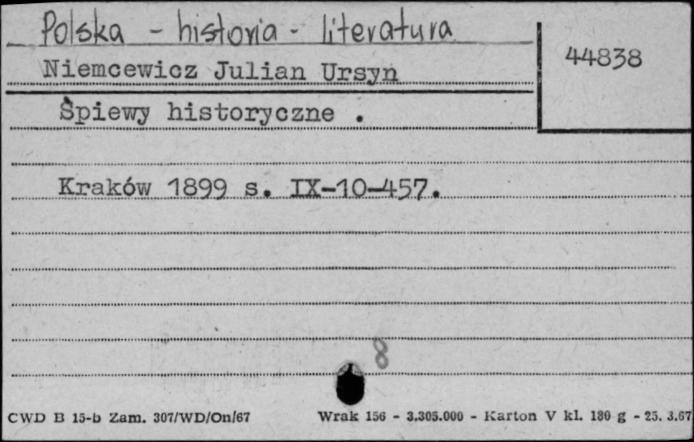 Polska - historia - literatura
44838
Niemcewicz Julian Ursyn
Śpiewy historyczne .
Kraków 1899 s. IX-10-457.
8
CWD B 15-b Zam. 307/WD/On/67 Wrak 156 - 3.305.000 - Karton V kl. 180 g - 25. 3.67